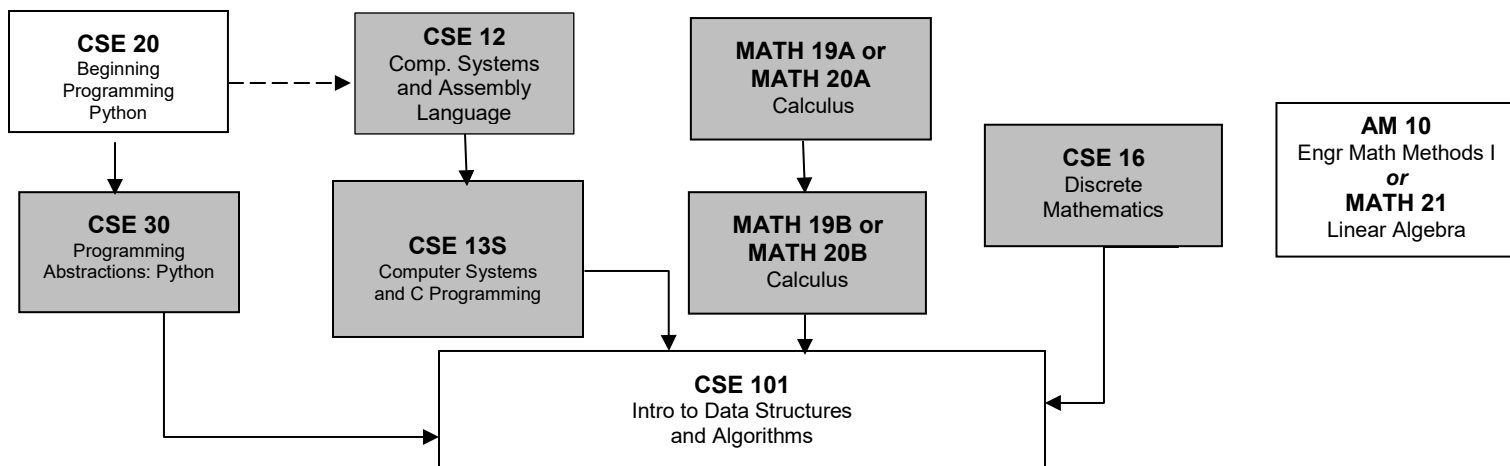 CSE 20
Beginning
Programming
Python
CSE 12
Comp. Systems
and Assembly
Language
MATH 19A or
MATH 20A
Calculus
CSE 16
Discrete
Mathematics
AM 10
Engr Math Methods I
or
MATH 21
Linear Algebra
CSE 30
Programming
Abstractions: Python
CSE 13S
Computer Systems
and C Programming
MATH 19B or
MATH 20B
Calculus
CSE 101
Intro to Data Structures
and Algorithms